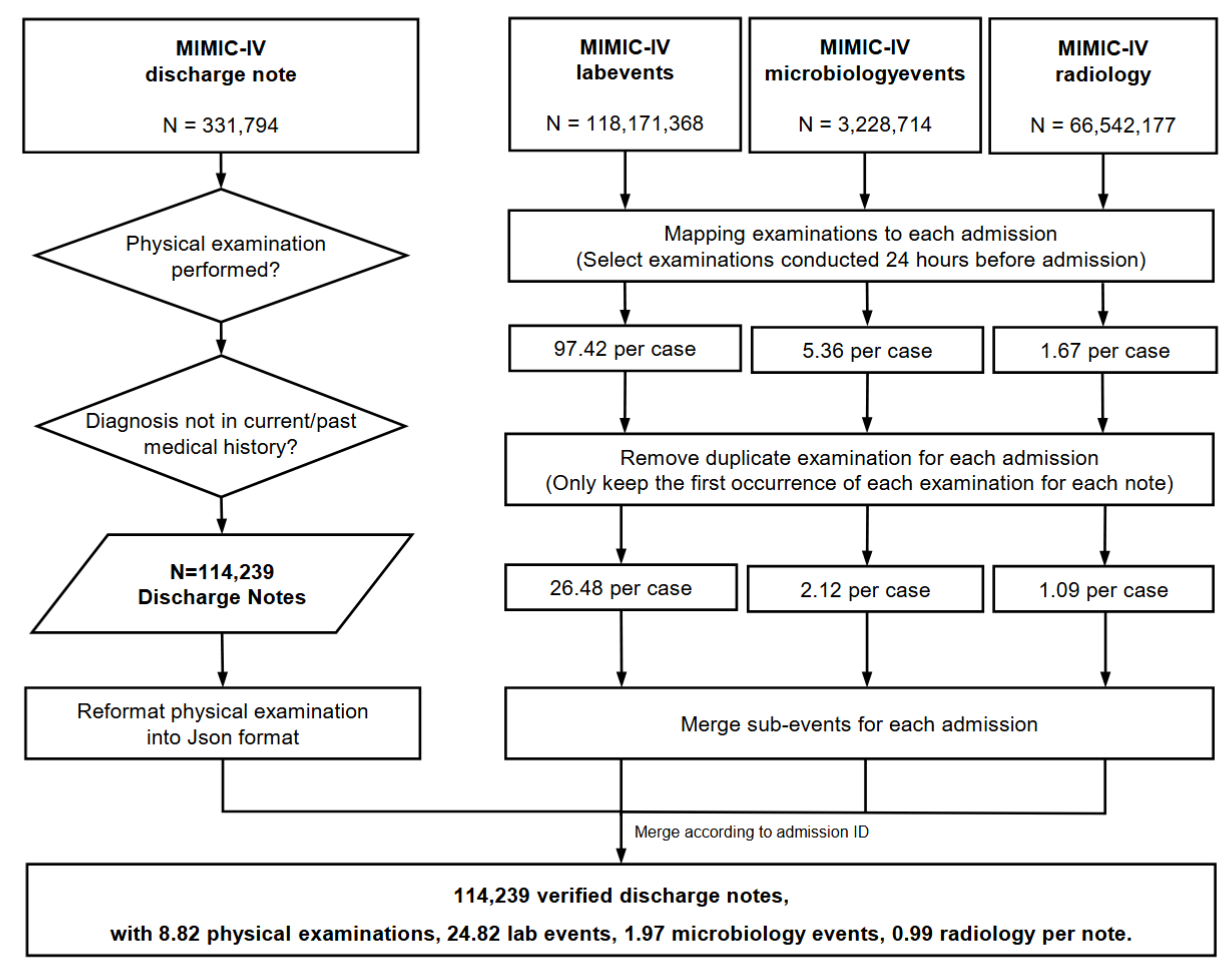 MIMIC-IV
discharge note
N = 331,794
Physical examination
performed?
Diagnosis not in current/past
medical history?
N=114,239
Discharge Notes
Reformat physical examination
into Json format
MIMIC-IV
labevents
N = 118,171,368
MIMIC-IV
microbiologyevents
N = 3,228,714
MIMIC-IV
radiology
N = 66,542,177
Mapping examinations to each admission
(Select examinations conducted 24 hours before admission)
97.42 per case
5.36 per case
1.67 per case
Remove duplicate examination for each admission
(Only keep the first occurrence of each examination for each note)
26.48 per case
2.12 per case
1.09 per case
Merge sub-events for each admission
Merge according to admission ID
114,239 verified discharge notes,
with 8.82 physical examinations, 24.82 lab events, 1.97 microbiology events, 0.99 radiology per note.